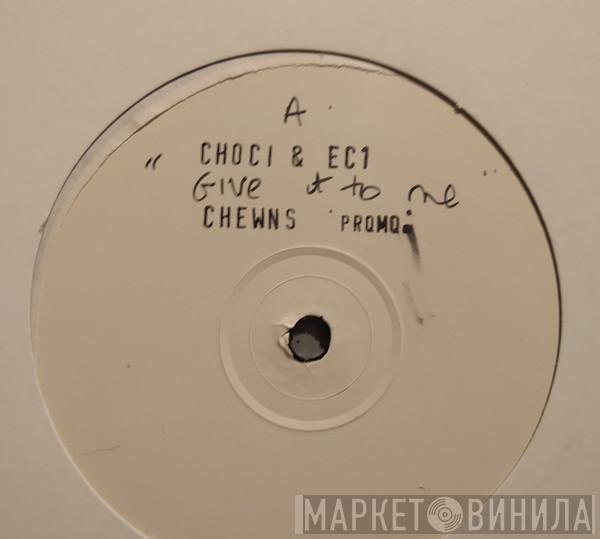 A
" CHOCI & EC1 "
Give it to me
CHEWNS PROMO.
МАРКЕТ ВИНИЛА